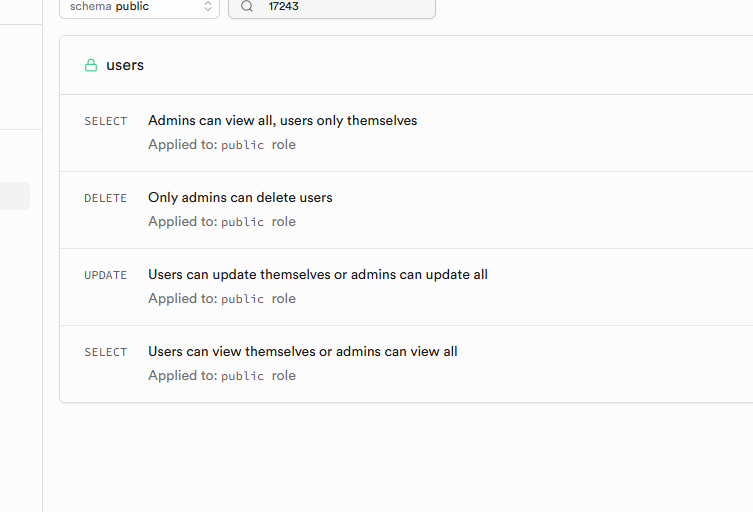 schema public
17243
users
SELECT Admins can view all, users only themselves
Applied to: public role
DELETE Only admins can delete users
Applied to: public role
UPDATE Users can update themselves or admins can update all
Applied to: public role
SELECT Users can view themselves or admins can view all
Applied to: public role